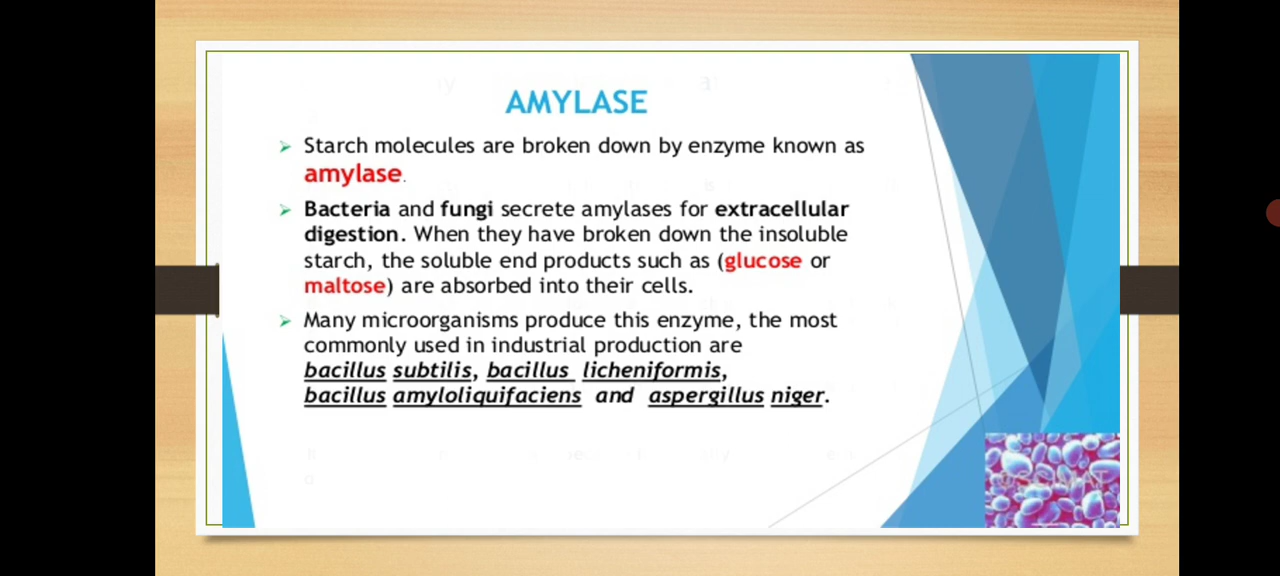 AMYLASE
➢ Starch molecules are broken down by enzyme known as
amylase.
➢ Bacteria and fungi secrete amylases for extracellular
digestion. When they have broken down the insoluble
starch, the soluble end products such as (glucose or
maltose) are absorbed into their cells.
➢ Many microorganisms produce this enzyme, the most
commonly used in industrial production are
bacillus subtilis, bacillus licheniformis,
bacillus amyloliquifaciens and aspergillus niger.